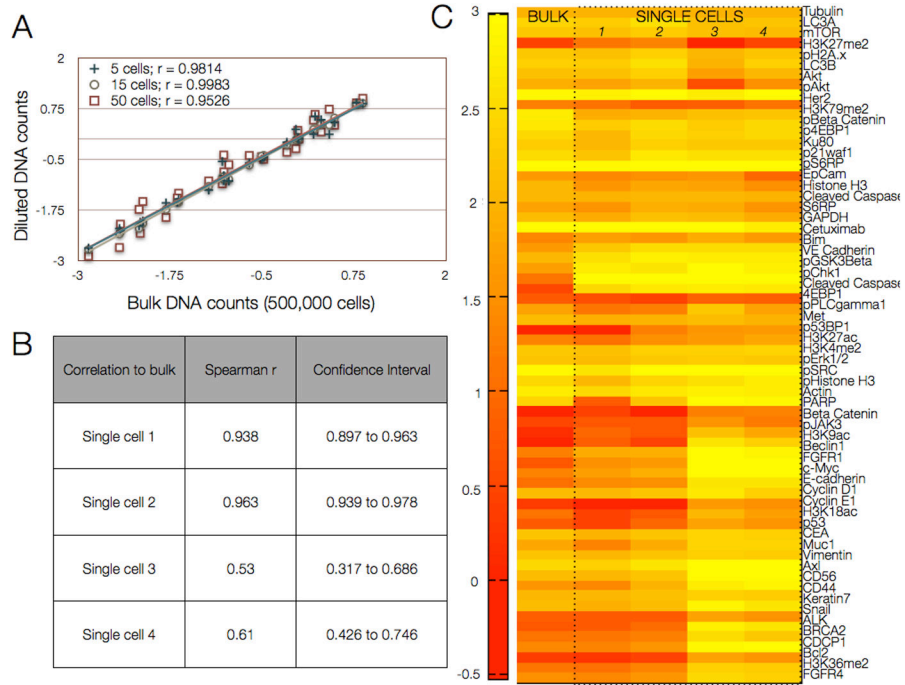 A
5 cells; r = 0.9814
15 cells; r = 0.9983
50 cells; r = 0.9526
Diluted DNA counts
2
0.75
-0.5
-1.75
-3
-3
-1.75
-0.5
0.75
2
Bulk DNA counts (500,000 cells)
B
Correlation to bulk Spearman r Confidence Interval
Single cell 1 0.938 0.897 to 0.963
Single cell 2 0.963 0.939 to 0.978
Single cell 3 0.53 0.317 to 0.686
Single cell 4 0.61 0.426 to 0.746
C
3
2.5
2
1.5
1
0.5
0
-0.5
BULK SINGLE CELLS
1 2 3 4
Tubulin
LC3A
mTOR
H3K27me2
pH2A.x
LC3B
Akt
pAkt
Her2
H3K79me2
pBeta Catenin
p4EBP1
Ku80
p21waf1
pS6RP
EpCam
Histone H3
Cleaved Caspase
S6RP
GAPDH
Cetuximab
Bim
VE Cadherin
pGSK3Beta
pChk1
Cleaved Caspase
4EBP1
pPLCgamma1
Met
p53BP1
H3K27ac
H3K4me2
pErk1/2
pSRC
pHistone H3
Actin
PARP
Beta Catenin
pJAK3
H3K9ac
Beclin1
FGFR1
c-Myc
E-cadherin
Cyclin D1
Cyclin E1
H3K18ac
p53
CEA
Muc1
Vimentin
Axl
CD56
CD44
Keratin7
Snail
ALK
BRCA2
CDCP1
Bcl2
H3K36me2
FGFR4